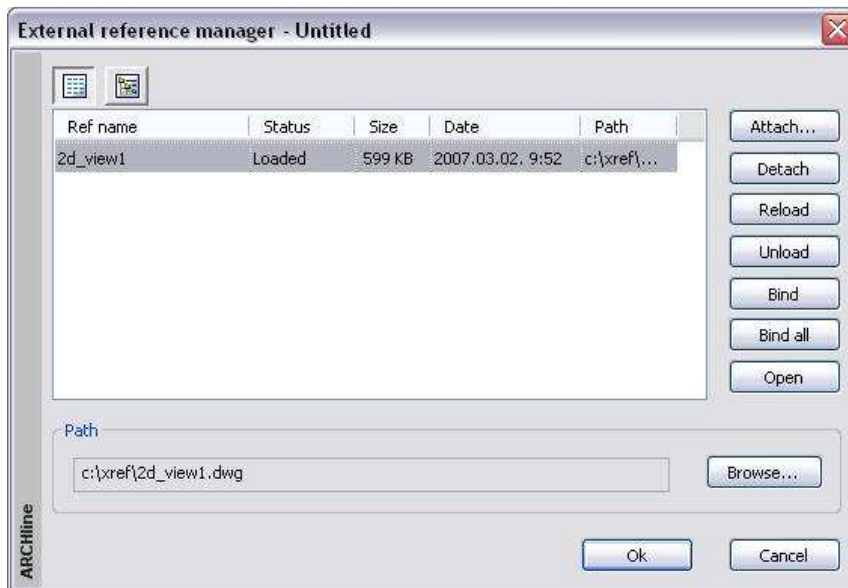 External reference manager - Untitled
Ref name Status Size Date Path
2d_view1 Loaded 599 KB 2007.03.02. 9:52 c:\xref\...
Attach...
Detach
Reload
Unload
Bind
Bind all
Open
Path
c:\xref\2d_view1.dwg
Browse...
ARCHline
Ok
Cancel